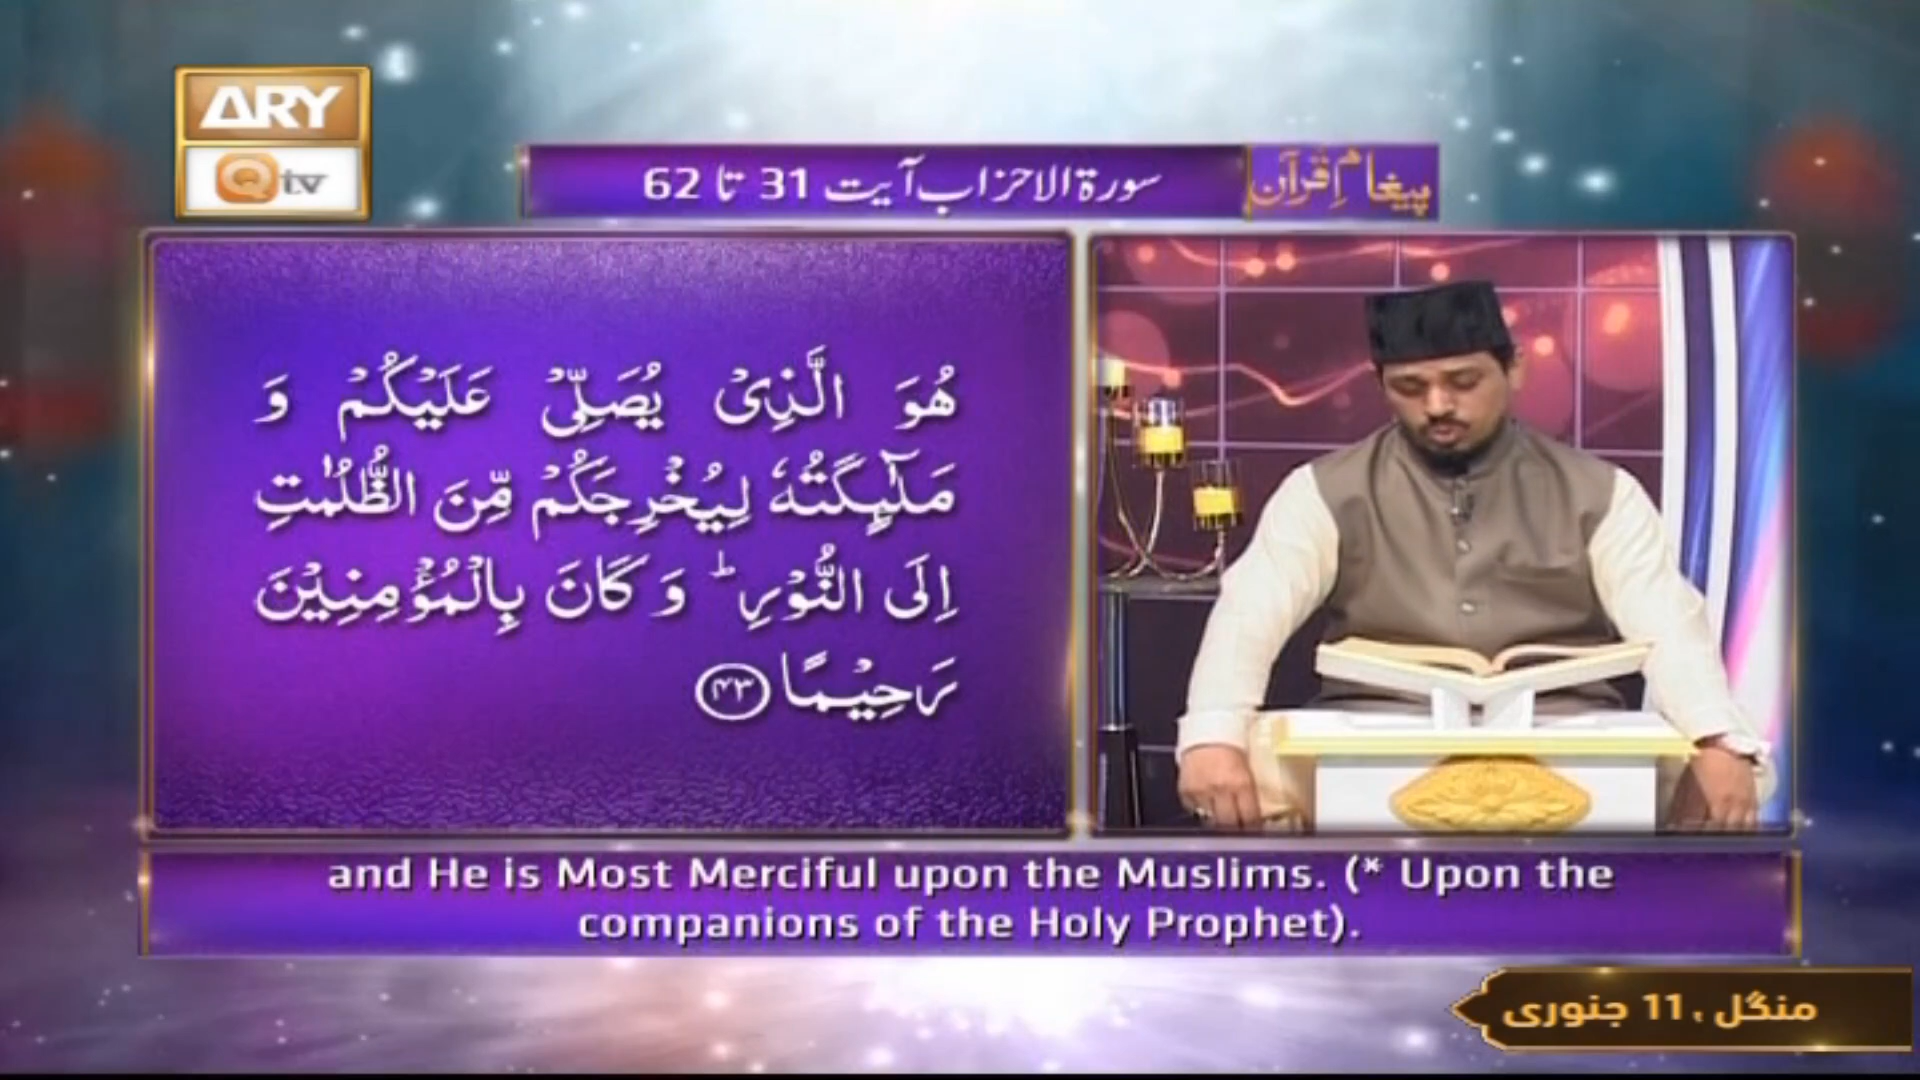 ARY
Qtv
پیغامِ قرآن
سورۃ الاحزاب آیت 31 تا 62
هُوَ الَّذِیْ یُصَلِّیْ عَلَیْكُمْ وَ
مَلٰٓىِٕكَتُهٗ لِیُخْرِجَكُمْ مِّنَ الظُّلُمٰتِ
اِلَى النُّوْرِ ؕ وَ كَانَ بِالْمُؤْمِنِیْنَ
رَحِیْمًا ﴿۴۳﴾
and He is Most Merciful upon the Muslims. (* Upon the
companions of the Holy Prophet).
منگل ، 11 جنوری